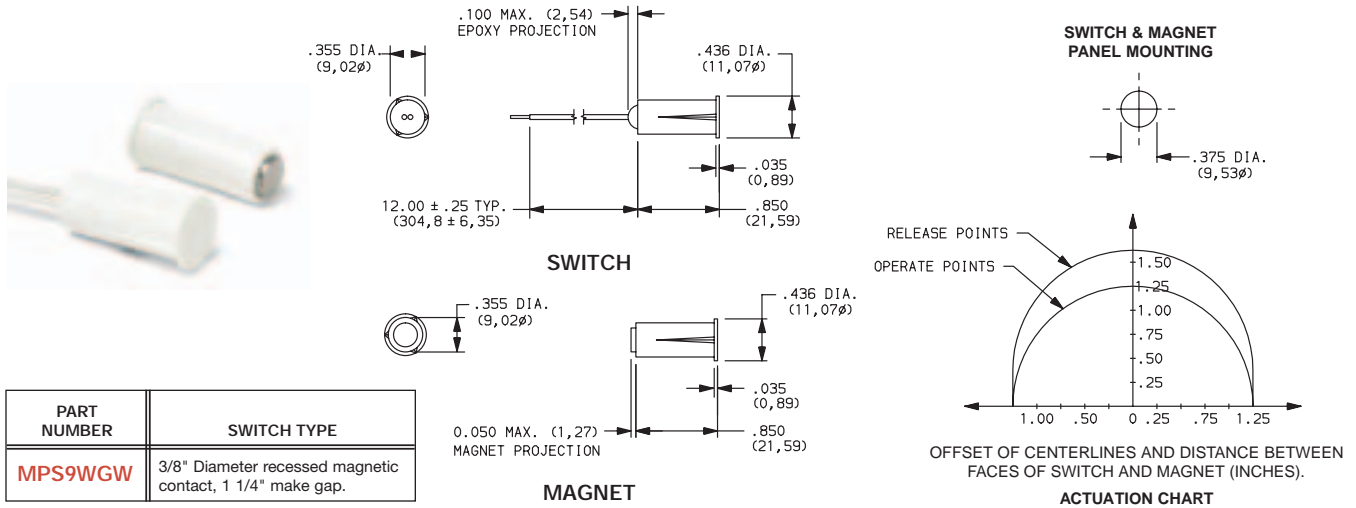 .100 MAX. (2,54)
EPOXY PROJECTION
.355 DIA.
(9,02ø)
.436 DIA.
(11,07ø)
.035
(0,89)
12.00 ± .25 TYP.
(304,8 ± 6,35)
.850
(21,59)
SWITCH
.355 DIA.
(9,02ø)
.436 DIA.
(11,07ø)
.035
(0,89)
0.050 MAX. (1,27)
MAGNET PROJECTION
.850
(21,59)
MAGNET
PART
NUMBER
SWITCH TYPE
MPS9WGW
3/8" Diameter recessed magnetic
contact, 1 1/4" make gap.
SWITCH & MAGNET
PANEL MOUNTING
.375 DIA.
(9,53ø)
RELEASE POINTS
OPERATE POINTS
1.50
1.25
1.00
.75
.50
.25
1.00 .50 0 .25 .75 1.25
OFFSET OF CENTERLINES AND DISTANCE BETWEEN
FACES OF SWITCH AND MAGNET (INCHES).
ACTUATION CHART